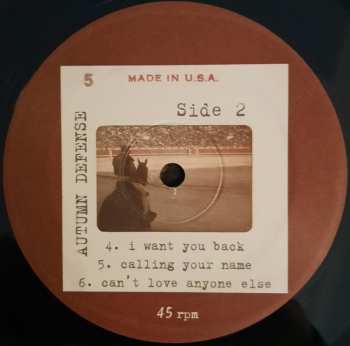 5 MADE IN U.S.A.
Side 2
AUTUMN DEFENSE
4. i want you back
5. calling your name
6. can't love anyone else
45 rpm